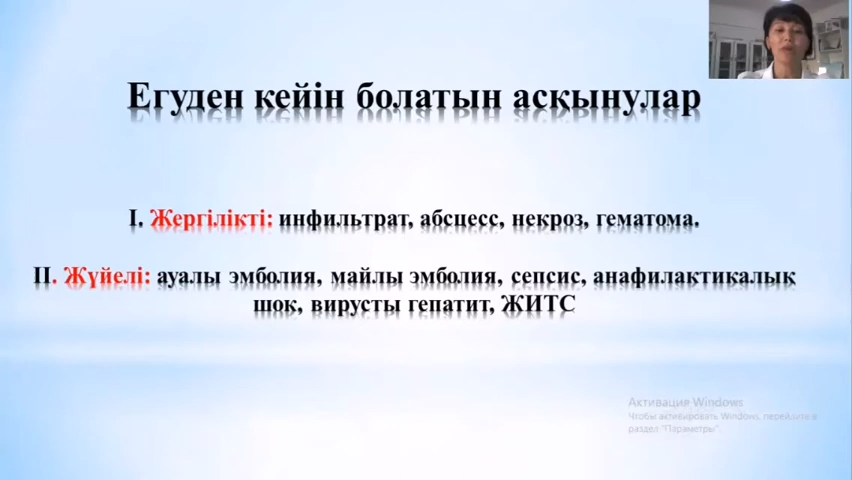 Егуден кейін болатын асқынулар
І. Жергілікті: инфильтрат, абсцесс, некроз, гематома.
ІІ. Жүйелі: ауалы эмболия, майлы эмболия, сепсис, анафилактикалық
шок, вирусты гепатит, ЖИТС
Активация Windows
Чтобы активировать Windows, перейдите в
раздел "Параметры".